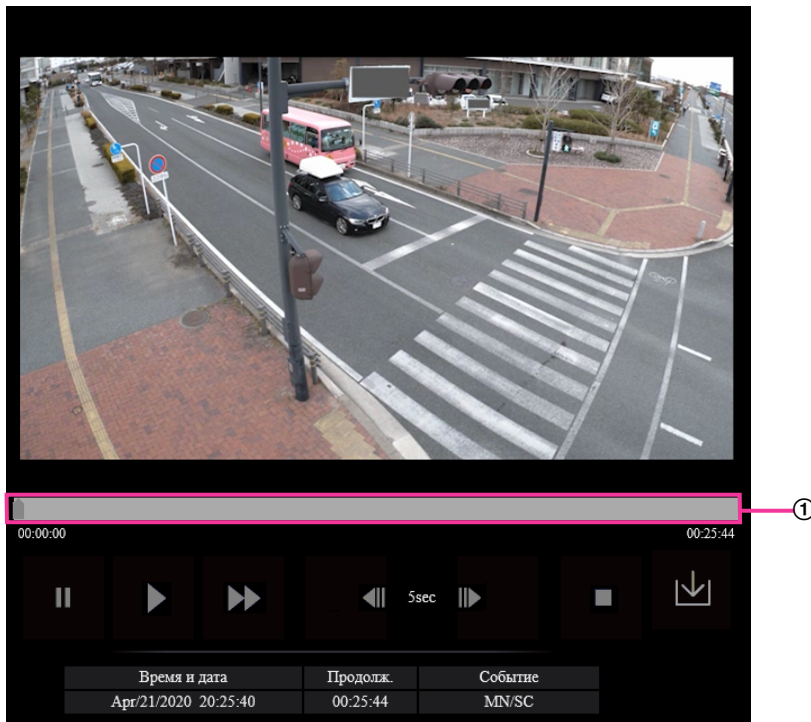 ①
00:00:00 00:25:44
5sec
Время и дата Продолж. Событие
Apr/21/2020 20:25:40 00:25:44 MN/SC